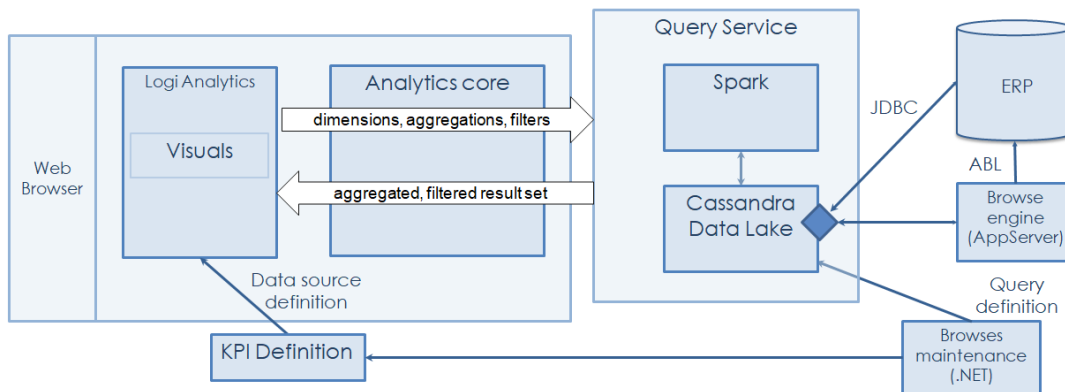 Query Service
Logi Analytics
Analytics core
Spark
ERP
JDBC
dimensions, aggregations, filters
Visuals
Web
Browser
ABL
aggregated, filtered result set
Cassandra
Data Lake
Browse
engine
(AppServer)
Data source
definition
Query
definition
KPI Definition
Browses
maintenance
(.NET)